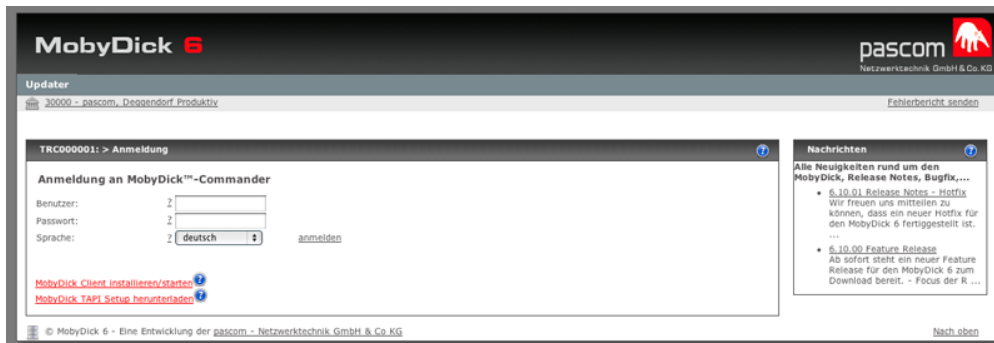 MobyDick 6
pascom
Netzwerktechnik GmbH & Co. KG
Updater
30000 - pascom, Deggendorf Produktiv
Fehlerbericht senden
TRC000001: > Anmeldung
Anmeldung an MobyDick™-Commander
Benutzer: ?
Passwort: ?
Sprache: ? deutsch anmelden
MobyDick Client installieren/starten ?
MobyDick TAPI Setup herunterladen ?
Nachrichten
Alle Neuigkeiten rund um den
MobyDick, Release Notes, Bugfix,...
• 6.10.01 Release Notes - Hotfix
Wir freuen uns mitteilen zu
können, dass ein neuer Hotfix für
den MobyDick 6 fertiggestellt ist.
...
• 6.10.00 Feature Release
Ab sofort steht ein neuer Feature
Release für den MobyDick 6 zum
Download bereit. - Focus der R ...
© MobyDick 6 - Eine Entwicklung der pascom - Netzwerktechnik GmbH & Co KG
Nach oben